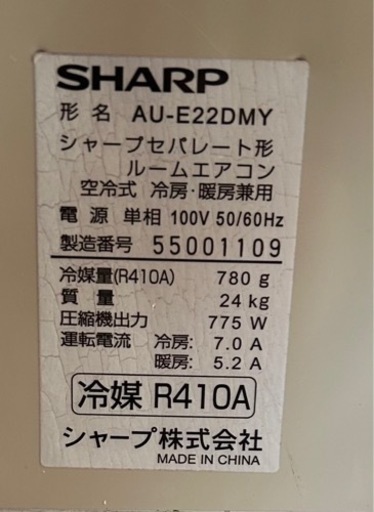 SHARP
形 名 AU-E22DMY
シャープセパレート形
ルームエアコン
空冷式 冷房・暖房兼用
電 源 単相 100V 50/60Hz
製造番号 55001109
冷媒量(R410A) 780 g
質 量 24 kg
圧縮機出力 775 W
運転電流 冷房: 7.0 A
暖房: 5.2 A
冷媒 R410A
シャープ株式会社
MADE IN CHINA